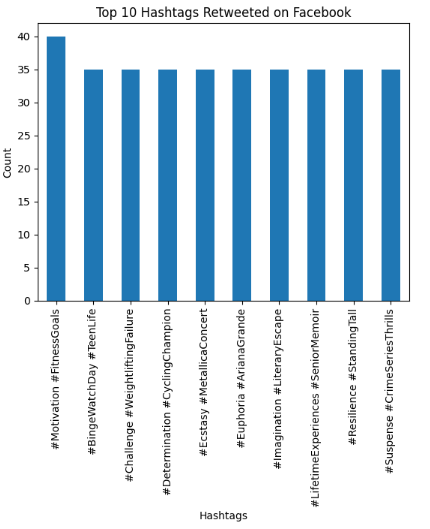 Top 10 Hashtags Retweeted on Facebook
Count
40
35
30
25
20
15
10
5
0
#Motivation #FitnessGoals
#BingeWatchDay #TeenLife
#Challenge #WeightliftingFailure
#Determination #CyclingChampion
#Ecstasy #MetallicaConcert
#Euphoria #ArianaGrande
#Imagination #LiteraryEscape
#LifetimeExperiences #SeniorMemoir
#Resilience #StandingTall
#Suspense #CrimeSeriesThrills
Hashtags